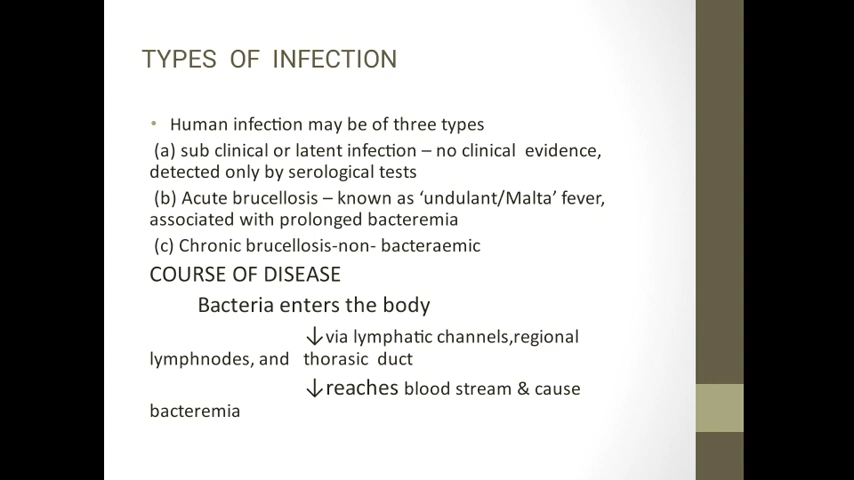 TYPES OF INFECTION
• Human infection may be of three types
(a) sub clinical or latent infection – no clinical evidence,
detected only by serological tests
(b) Acute brucellosis – known as ‘undulant/Malta’ fever,
associated with prolonged bacteremia
(c) Chronic brucellosis-non- bacteraemic
COURSE OF DISEASE
Bacteria enters the body
↓via lymphatic channels,regional
lymphnodes, and thorasic duct
↓reaches blood stream & cause
bacteremia